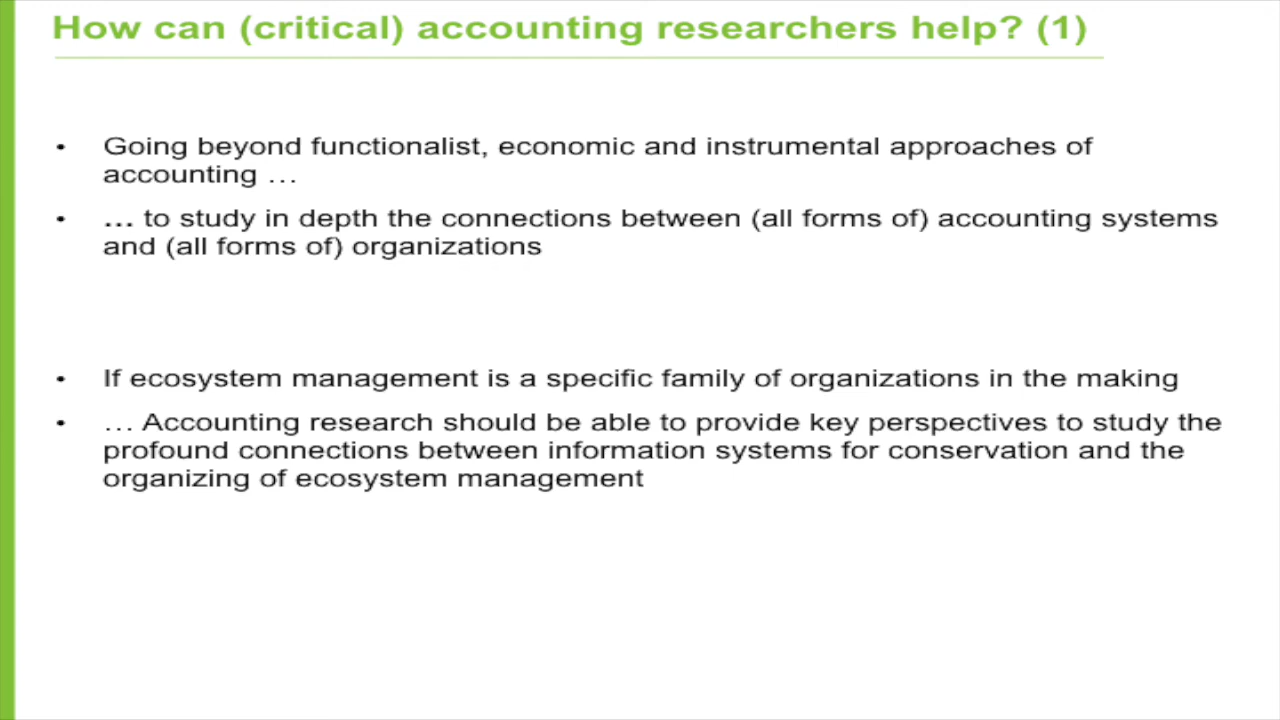 How can (critical) accounting researchers help? (1)
• Going beyond functionalist, economic and instrumental approaches of
accounting …
• … to study in depth the connections between (all forms of) accounting systems
and (all forms of) organizations
• If ecosystem management is a specific family of organizations in the making
• … Accounting research should be able to provide key perspectives to study the
profound connections between information systems for conservation and the
organizing of ecosystem management